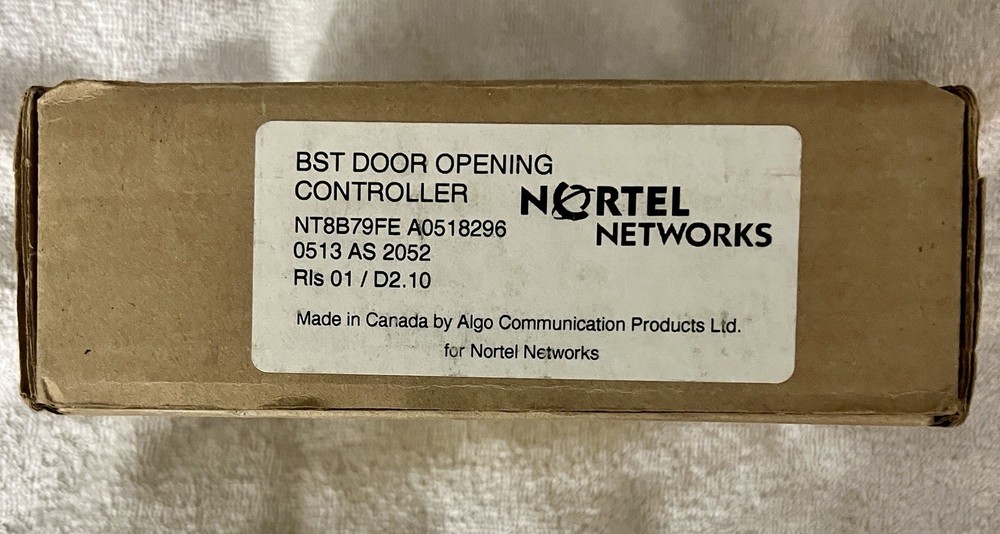 BST DOOR OPENING
CONTROLLER
NORTEL
NETWORKS
NT8B79FE A0518296
0513 AS 2052
Rls 01 / D2.10
Made in Canada by Algo Communication Products Ltd.
for Nortel Networks